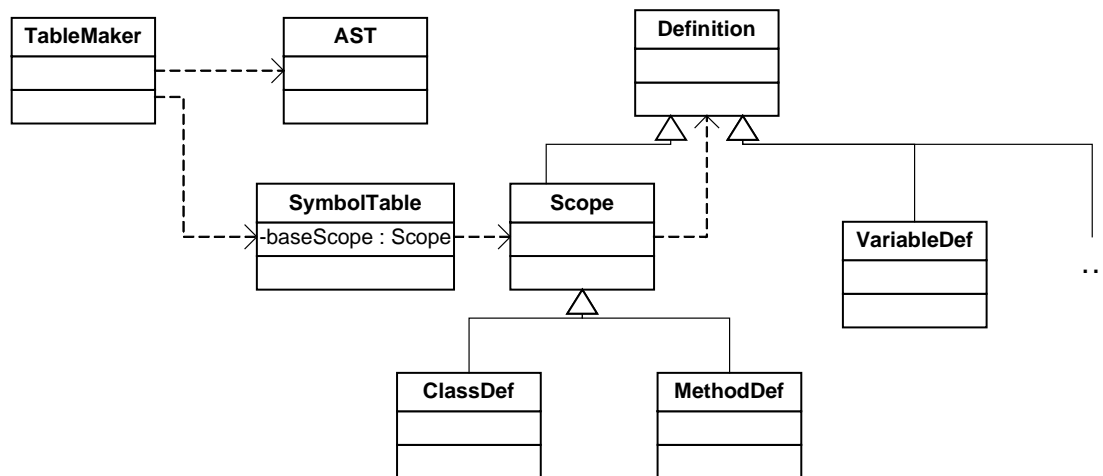 TableMaker
AST
Definition
SymbolTable
-baseScope : Scope
Scope
VariableDef
..
ClassDef
MethodDef